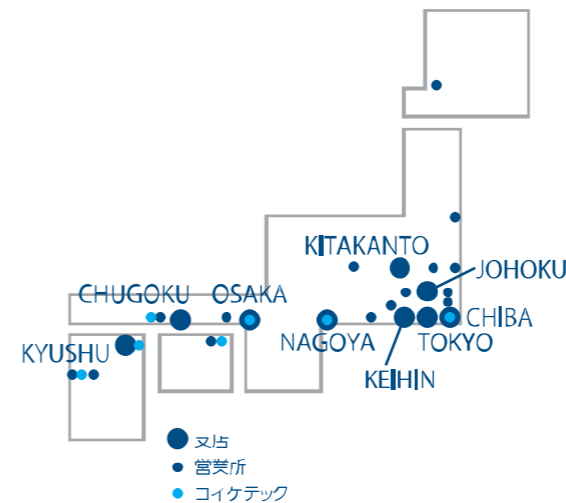 KITAKANTO
JOHOKU
CHUGOKU
OSAKA
CHIBA
KYUSHU
NAGOYA
TOKYO
KEIHIN
支店
営業所
コイケテック